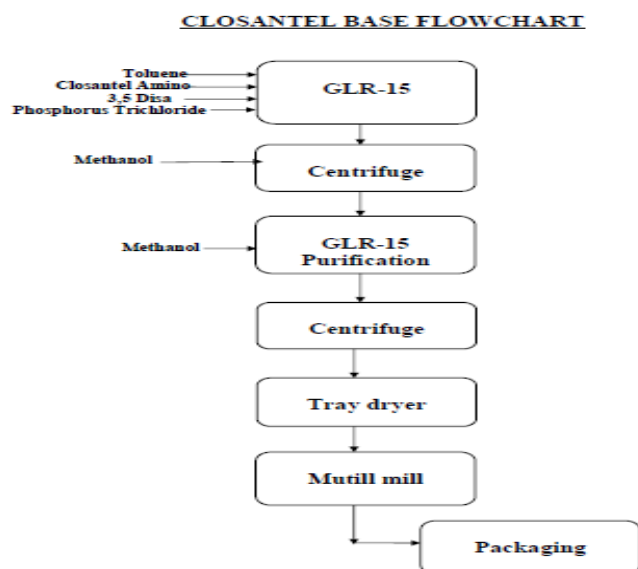 CLOSANTEL BASE FLOWCHART
Toluene
Closantel Amino
3,5 Disa
Phosphorus Trichloride
GLR-15
Methanol
Centrifuge
Methanol
GLR-15
Purification
Centrifuge
Tray dryer
Mutill mill
Packaging